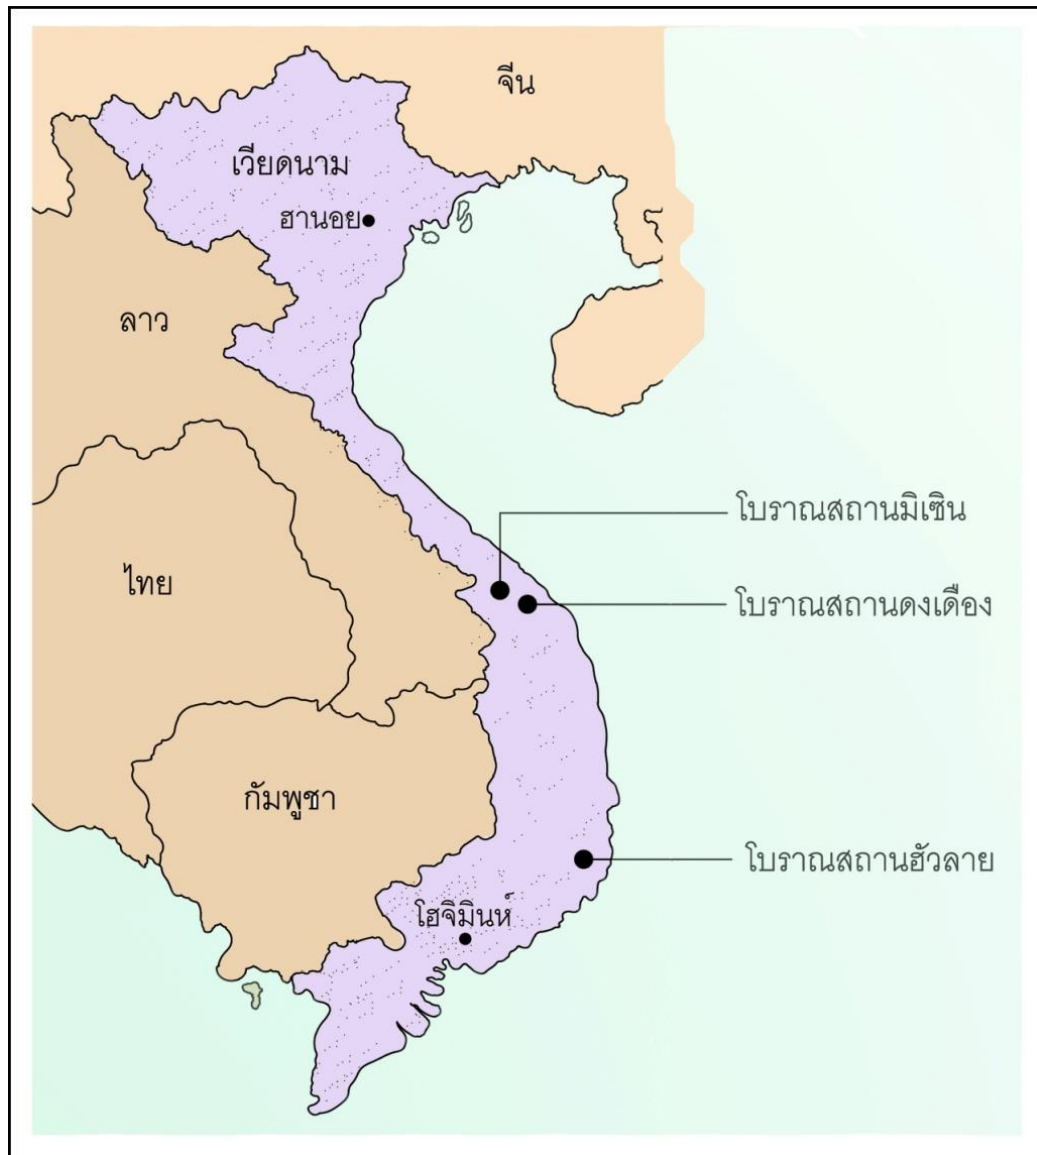 จีน
เวียดนาม
ฮานอย
ลาว
โบราณสถานมิเซิน
ไทย
โบราณสถานดงเดือง
กัมพูชา
โบราณสถานฮัวลาย
โฮจิมินห์